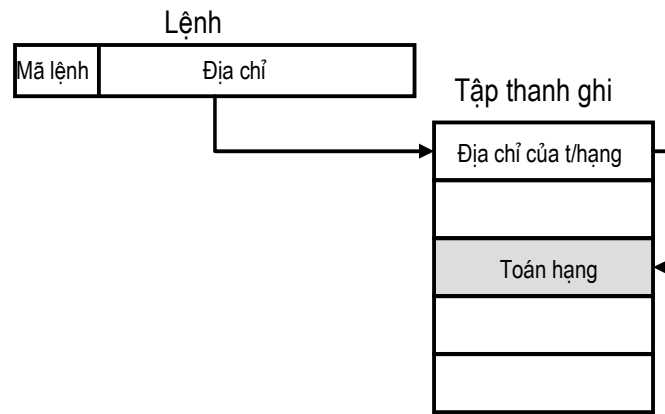 Lệnh
Mã lệnh
Địa chỉ
Tập thanh ghi
Địa chỉ của t/hạng
Toán hạng